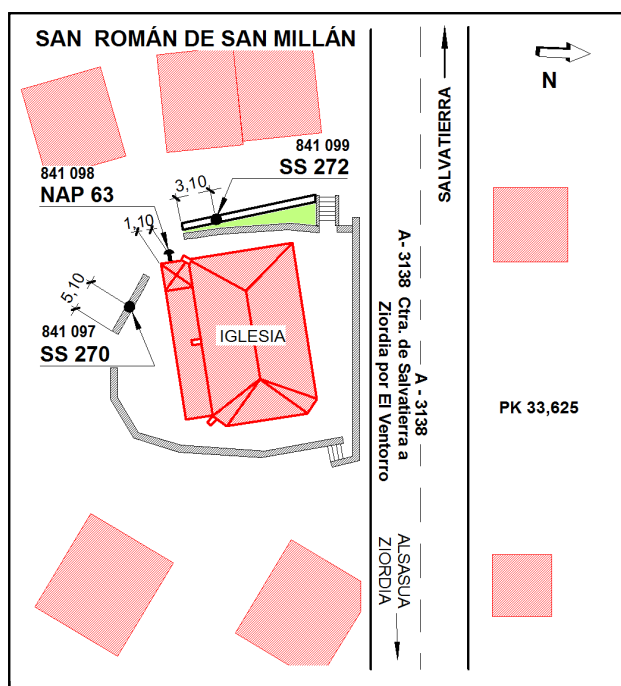 SAN ROMÁN DE SAN MILLÁN
N
SALVATIERRA
841 099
SS 272
841 098
NAP 63
3,10
1,10
5,10
841 097
SS 270
IGLESIA
A- 3138 Ctra. de Salvatierra a
Ziordia por El Ventorro
A - 3138
PK 33,625
ALSASUA
ZIORDIA